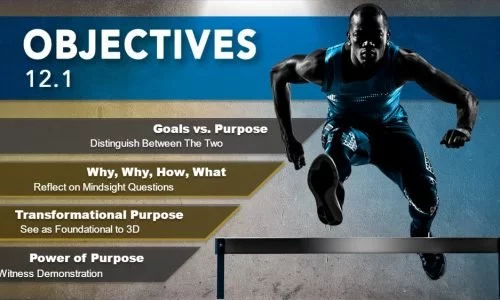 OBJECTIVES
12.1
Goals vs. Purpose
Distinguish Between The Two
Why, Why, How, What
Reflect on Mindsight Questions
Transformational Purpose
See as Foundational to 3D
Power of Purpose
Witness Demonstration